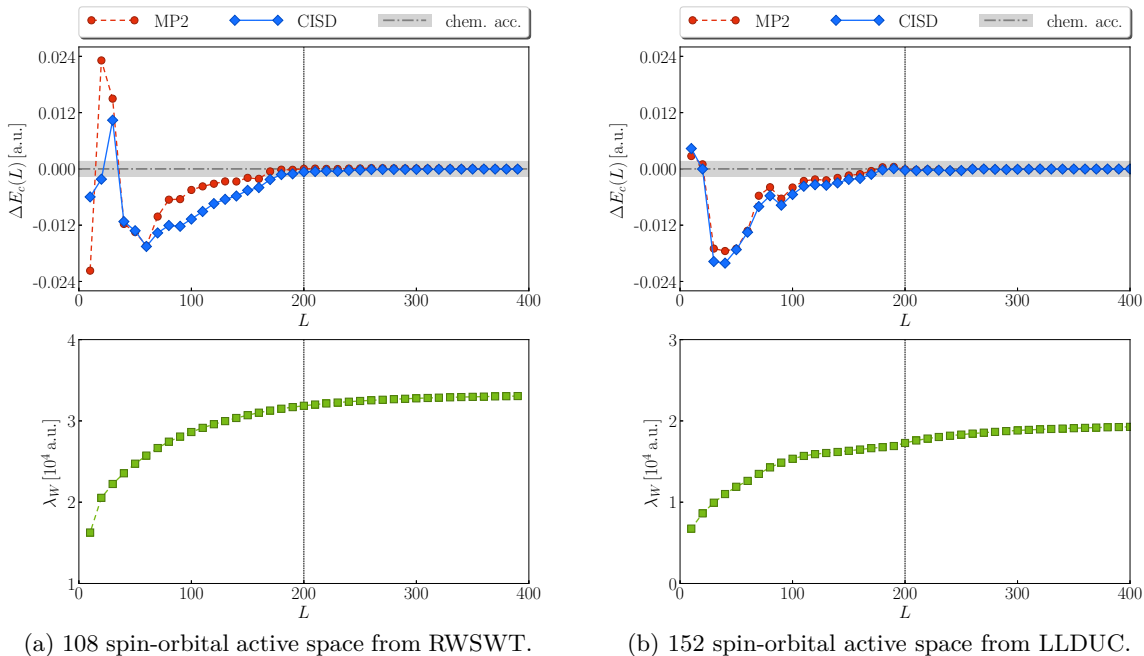 MP2 CISD chem. acc.
0.024
0.012
0.000
-0.012
-0.024
ΔE_c(L) [a.u.]
0 100 200 300 400
L
4
3
2
1
λ_W [10^4 a.u.]
0 100 200 300 400
L
(a) 108 spin-orbital active space from RWSWT.
MP2 CISD chem. acc.
0.024
0.012
0.000
-0.012
-0.024
ΔE_c(L) [a.u.]
0 100 200 300 400
L
3
2
1
0
λ_W [10^4 a.u.]
0 100 200 300 400
L
(b) 152 spin-orbital active space from LLDUC.